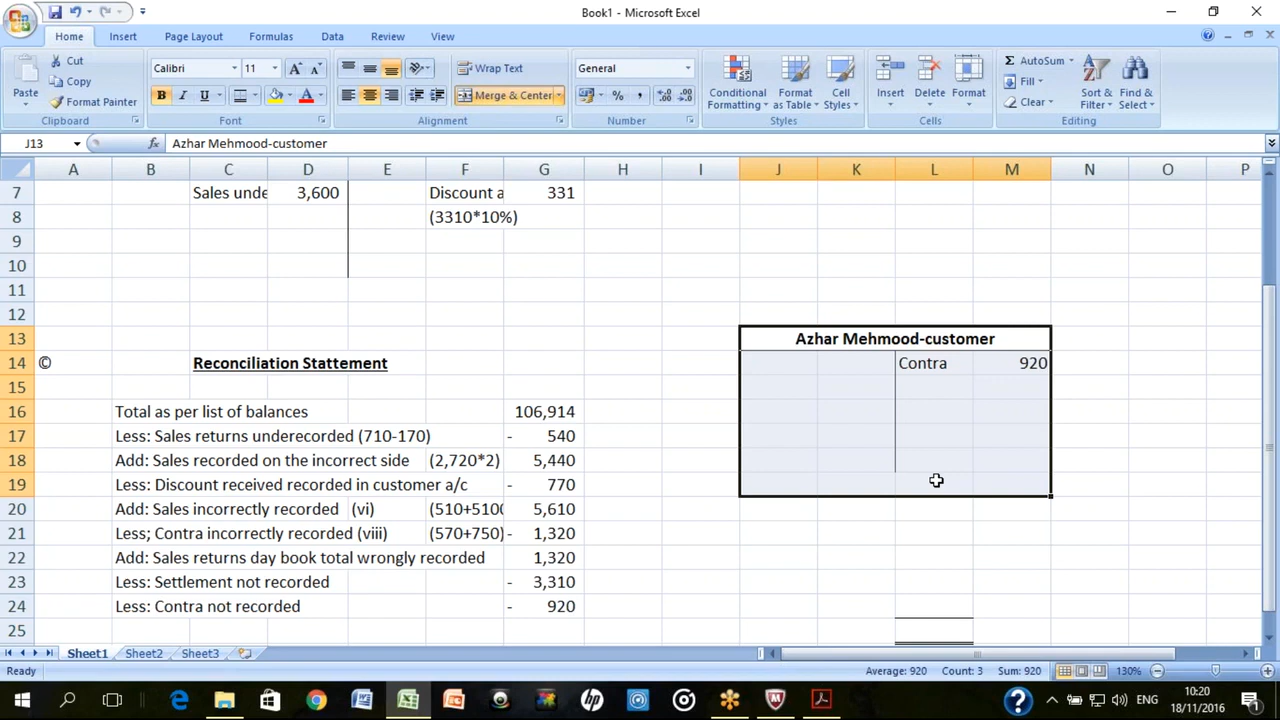 Book1 - Microsoft Excel
Home Insert Page Layout Formulas Data Review View
Paste Cut Copy Format Painter
Calibri 11 Wrap Text General
Merge & Center
Conditional Formatting Format as Table Cell Styles Insert Delete Format
AutoSum Fill Clear Sort & Filter Find & Select
Clipboard Font Alignment Number Styles Cells Editing
J13 fx Azhar Mehmood-customer
A B C D E F G H I J K L M N O P
7 Sales unde 3,600 Discount a 331
8 (3310*10%)
9
10
11
12
13 Azhar Mehmood-customer
14 © Reconciliation Stattement Contra 920
15
16 Total as per list of balances 106,914
17 Less: Sales returns underecorded (710-170) - 540
18 Add: Sales recorded on the incorrect side (2,720*2) 5,440
19 Less: Discount received recorded in customer a/c - 770
20 Add: Sales incorrectly recorded (vi) (510+5100 5,610
21 Less; Contra incorrectly recorded (viii) (570+750) - 1,320
22 Add: Sales returns day book total wrongly recorded 1,320
23 Less: Settlement not recorded - 3,310
24 Less: Contra not recorded - 920
25
Sheet1 Sheet2 Sheet3
Ready Average: 920 Count: 3 Sum: 920 130%
ENG 10:20
18/11/2016